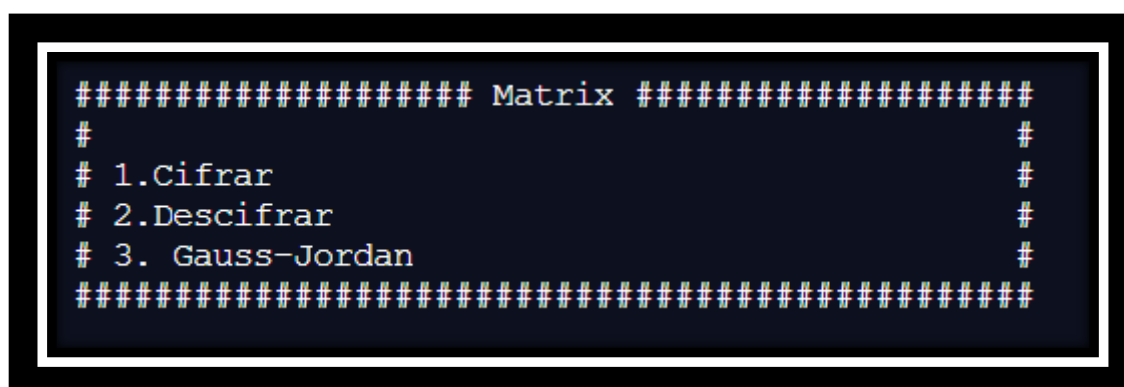 #################### Matrix ####################
# #
# 1.Cifrar #
# 2.Descifrar #
# 3. Gauss-Jordan #
################################################